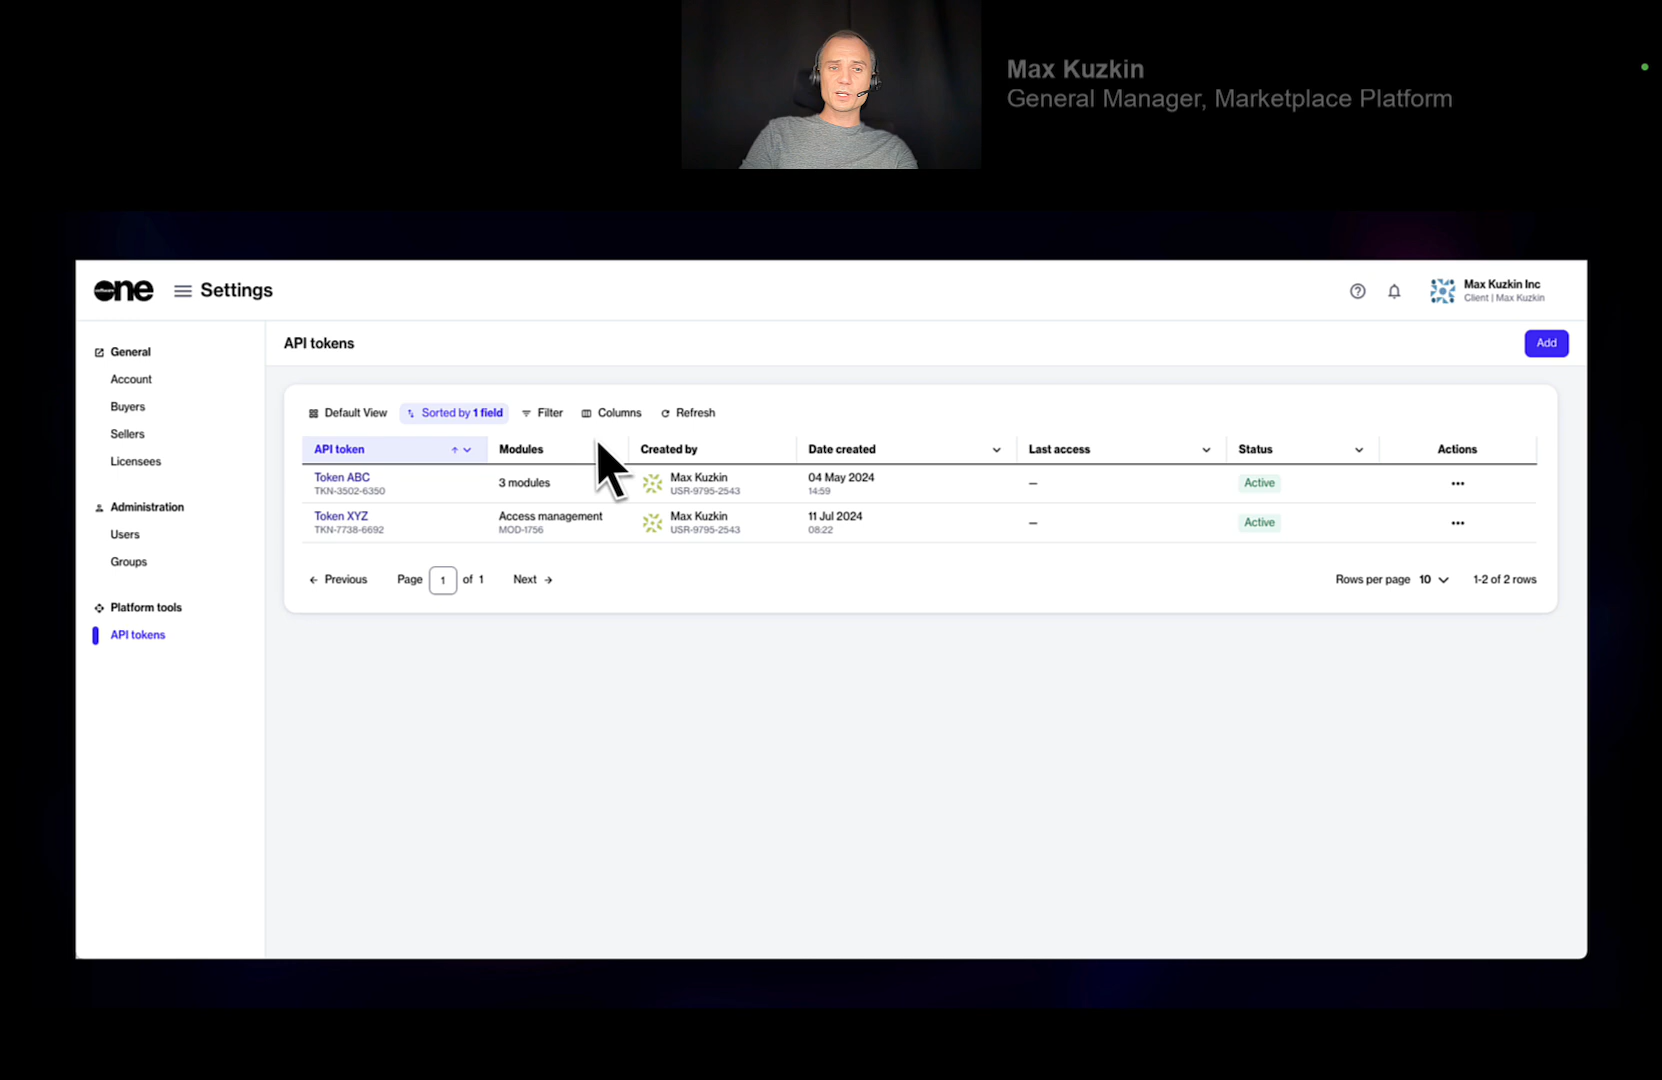 Max Kuzkin
General Manager, Marketplace Platform
one
Settings
Max Kuzkin Inc
Client | Max Kuzkin
General
Account
Buyers
Sellers
Licensees
Administration
Users
Groups
Platform tools
API tokens
API tokens
Add
Default View
Sorted by 1 field
Filter
Columns
Refresh
API token
Modules
Created by
Date created
Last access
Status
Actions
Token ABC
TKN-3502-6350
3 modules
Max Kuzkin
USR-9795-2543
04 May 2024
14:59
–
Active
Token XYZ
TKN-7738-6692
Access management
MOD-1756
Max Kuzkin
USR-9795-2543
11 Jul 2024
08:22
–
Active
Previous
Page 1 of 1
Next
Rows per page 10
1-2 of 2 rows